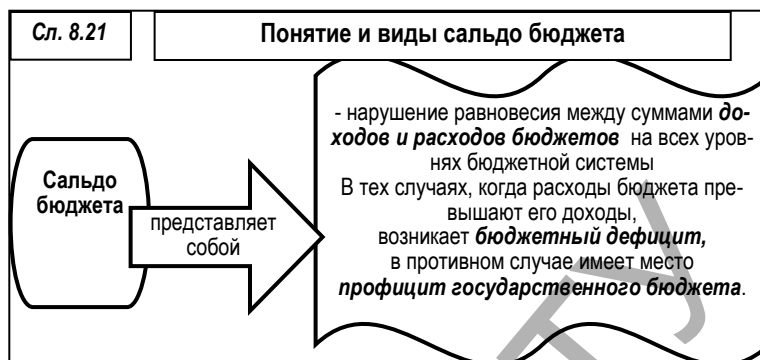 Сл. 8.21
Понятие и виды сальдо бюджета
Сальдо
бюджета
представляет
собой
- нарушение равновесия между суммами до-
ходов и расходов бюджетов на всех уров-
нях бюджетной системы
В тех случаях, когда расходы бюджета пре-
вышают его доходы,
возникает бюджетный дефицит,
в противном случае имеет место
профицит государственного бюджета.
ТУ